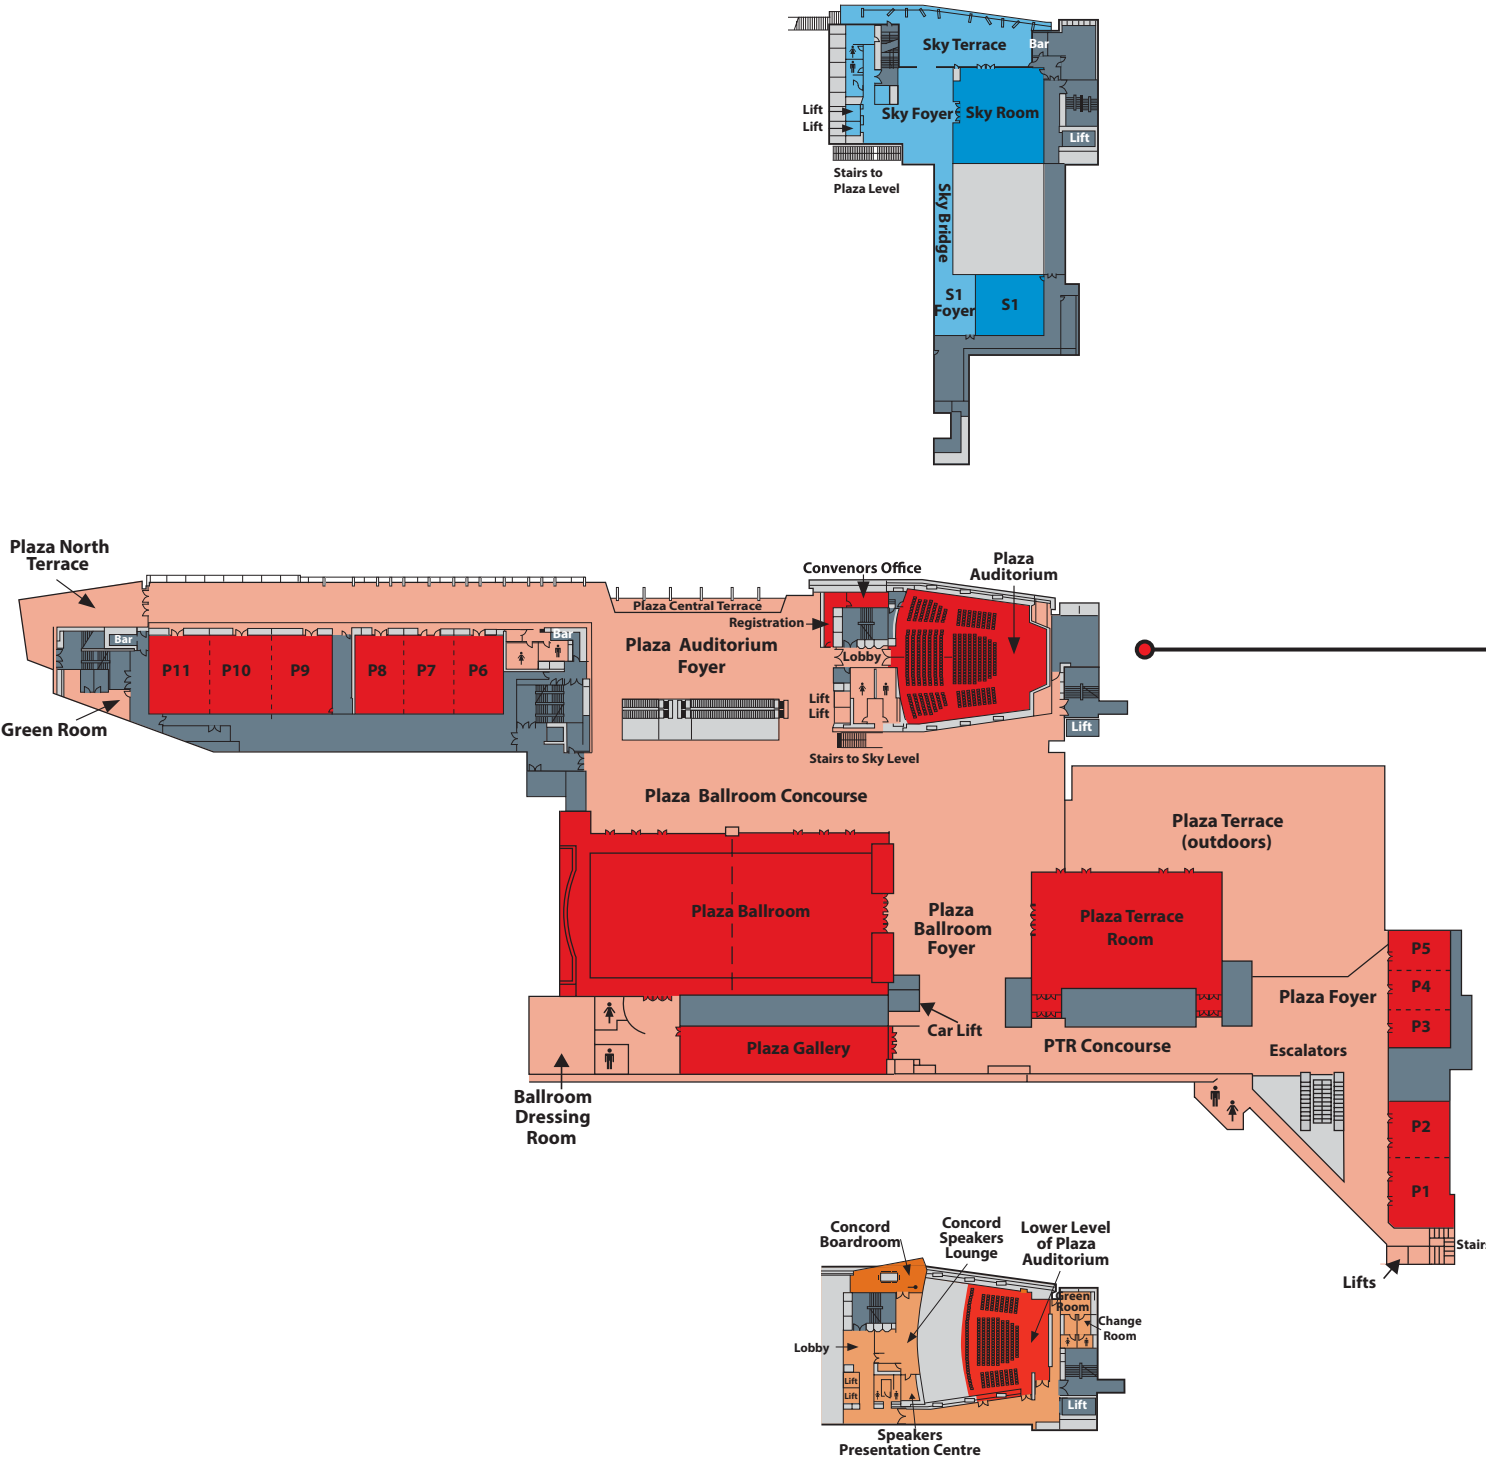 Sky Terrace
Bar
Lift
Lift
Sky Foyer
Sky Room
Lift
Stairs to
Plaza Level
Sky Bridge
S1
Foyer
S1
Plaza North
Terrace
Convenors Office
Plaza
Auditorium
Plaza Central Terrace
Registration
Bar
Bar
Plaza Auditorium
Foyer
Lobby
P11
P10
P9
P8
P7
P6
Lift
Lift
Green Room
Lift
Stairs to Sky Level
Plaza Ballroom Concourse
Plaza Terrace
(outdoors)
Plaza Ballroom
Plaza
Ballroom
Foyer
Plaza Terrace
Room
P5
P4
P3
Plaza Foyer
Car Lift
Plaza Gallery
PTR Concourse
Escalators
Ballroom
Dressing
Room
P2
P1
Stairs
Lifts
Concord
Boardroom
Concord
Speakers
Lounge
Lower Level
of Plaza
Auditorium
Green
Room
Change
Room
Lobby
Lift
Lift
Lift
Speakers
Presentation Centre